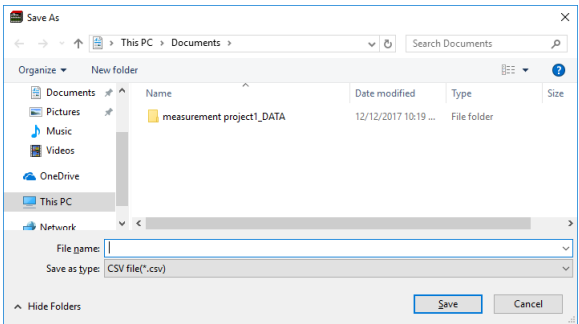 Save As
This PC > Documents >
Search Documents
Organize
New folder
Name
Date modified
Type
Size
Documents
Pictures
Music
Videos
OneDrive
This PC
Network
measurement project1_DATA
12/12/2017 10:19 ...
File folder
File name:
Save as type: CSV file(*.csv)
Hide Folders
Save
Cancel